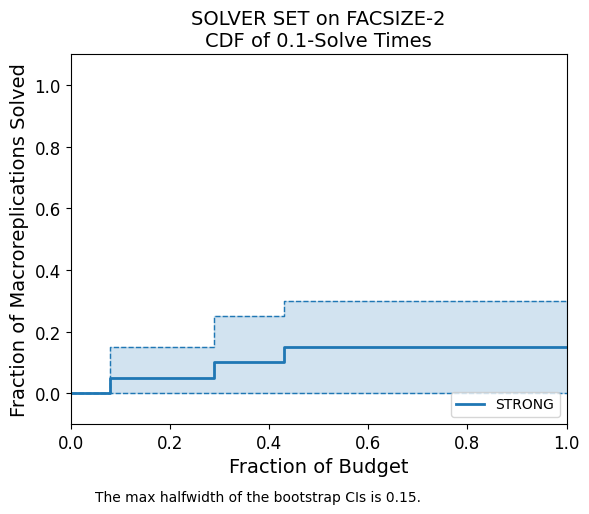 SOLVER SET on FACSIZE-2
CDF of 0.1-Solve Times
Fraction of Macroreplications Solved
1.0
0.8
0.6
0.4
0.2
0.0
STRONG
0.0 0.2 0.4 0.6 0.8 1.0
Fraction of Budget
The max halfwidth of the bootstrap CIs is 0.15.